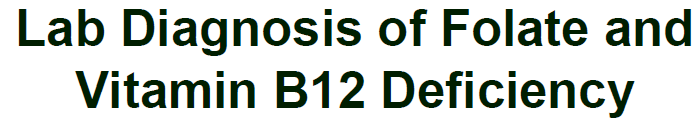 Lab Diagnosis of Folate and
Vitamin B12 Deficiency